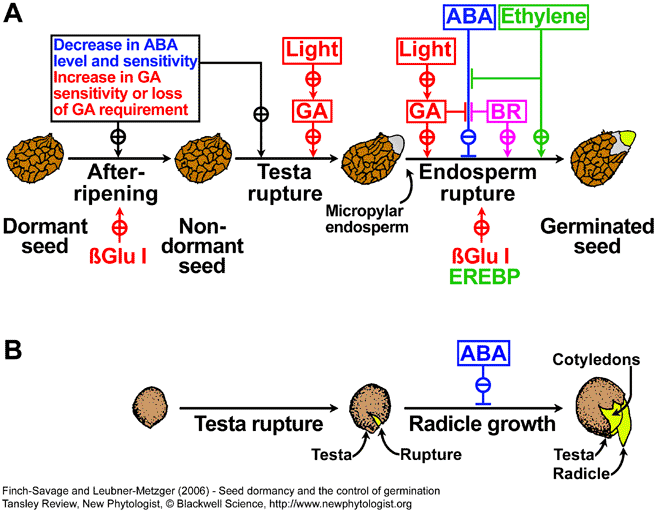 A
Decrease in ABA
level and sensitivity
Increase in GA
sensitivity or loss
of GA requirement
Light
GA
Light
GA
ABA
Ethylene
BR
After-
ripening
Testa
rupture
Endosperm
rupture
Micropylar
endosperm
Dormant
seed
ßGlu I
Non-
dormant
seed
ßGlu I
EREBP
Germinated
seed
B
ABA
Cotyledons
Testa rupture
Radicle growth
Testa
Rupture
Testa
Radicle
Finch-Savage and Leubner-Metzger (2006) - Seed dormancy and the control of germination
Tansley Review, New Phytologist, © Blackwell Science, http://www.newphytologist.org